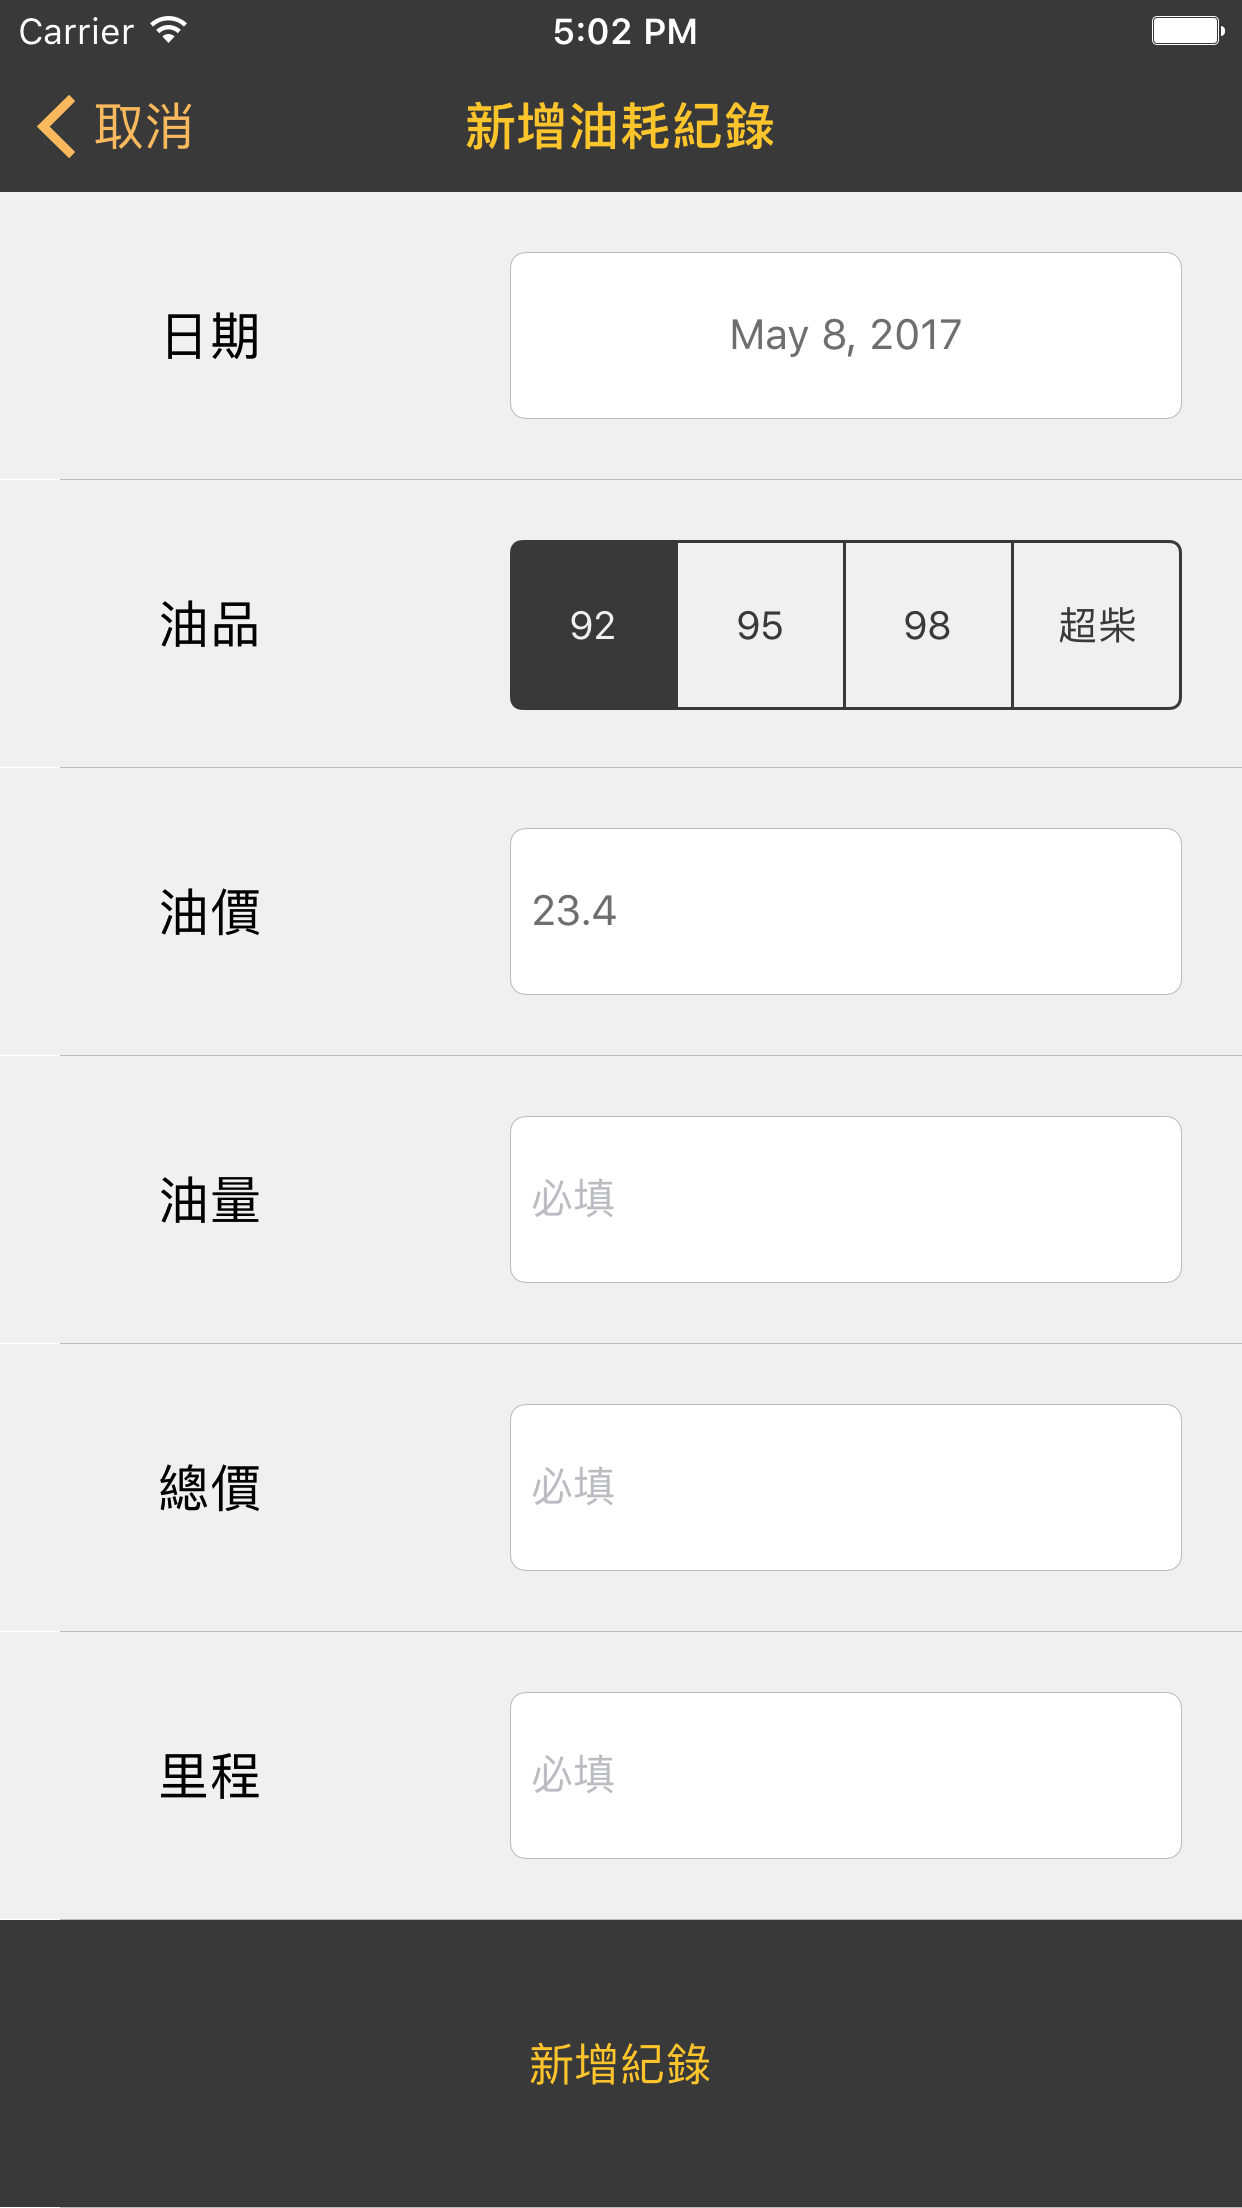 Carrier 5:02 PM
取消 新增油耗紀錄
日期 May 8, 2017
油品 92 95 98 超柴
油價 23.4
油量 必填
總價 必填
里程 必填
新增紀錄